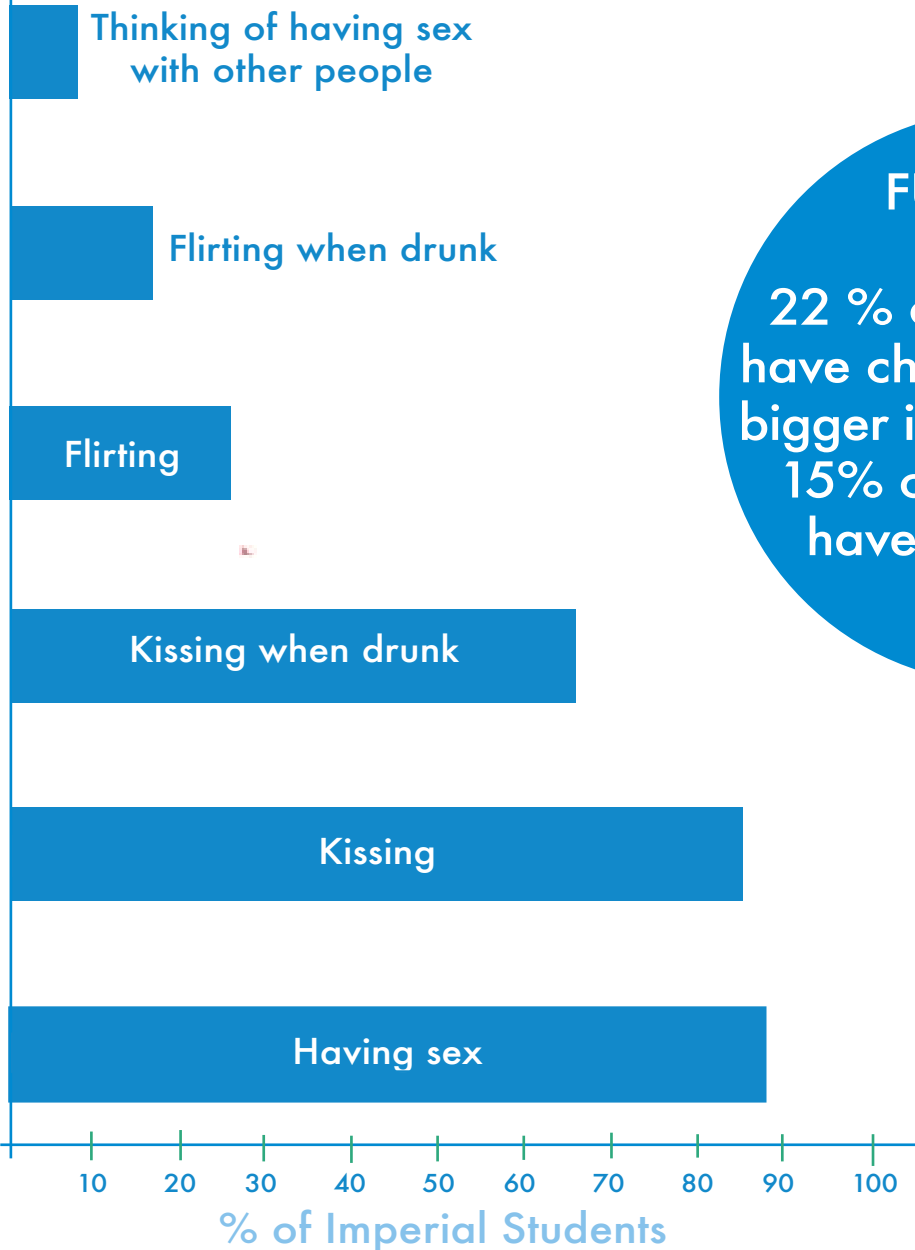 Thinking of having sex
with other people
Flirting when drunk
22 %
have
bigger
15%
have
Flirting
Kissing when drunk
Kissing
Having sex
10 20 30 40 50 60 70 80 90 100
% of Imperial Students